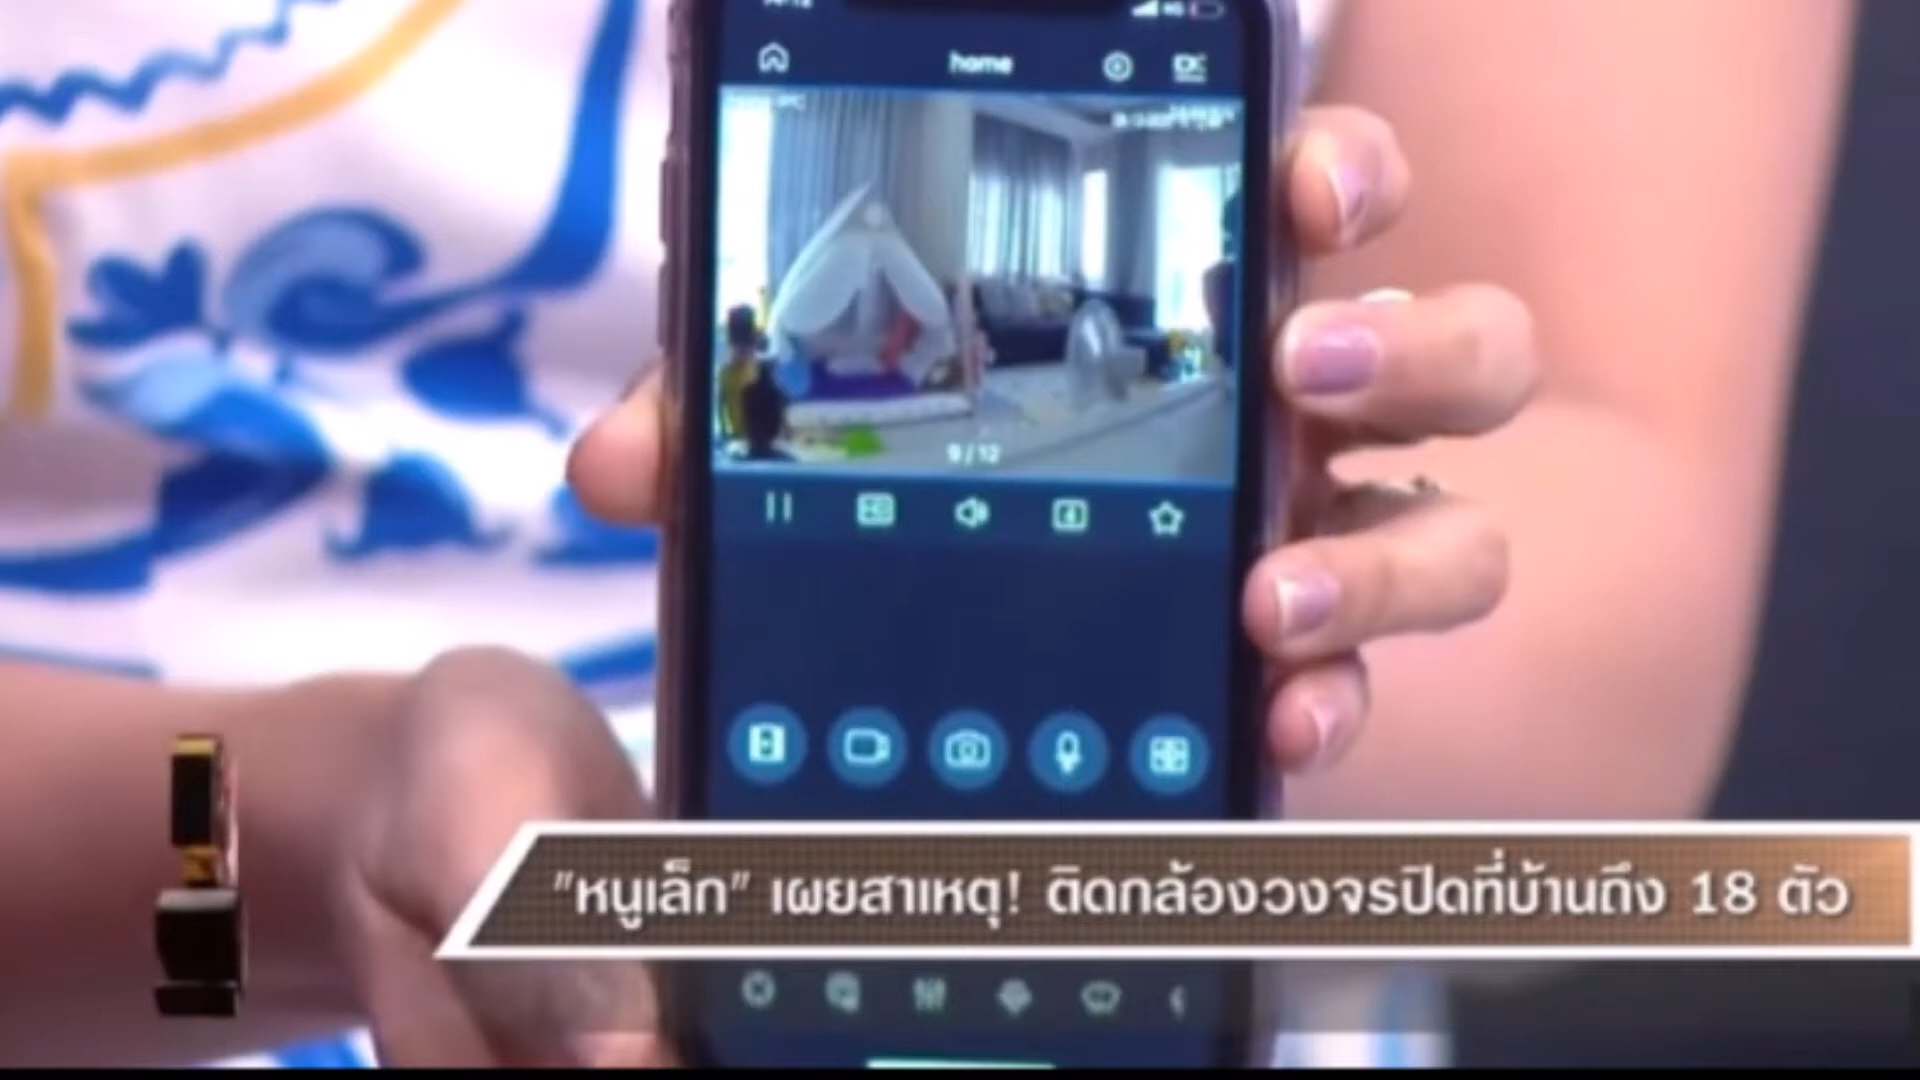 home
9/12
"หนูเล็ก" เผยสาเหตุ! ติดกล้องวงจรปิดที่บ้านถึง 18 ตัว